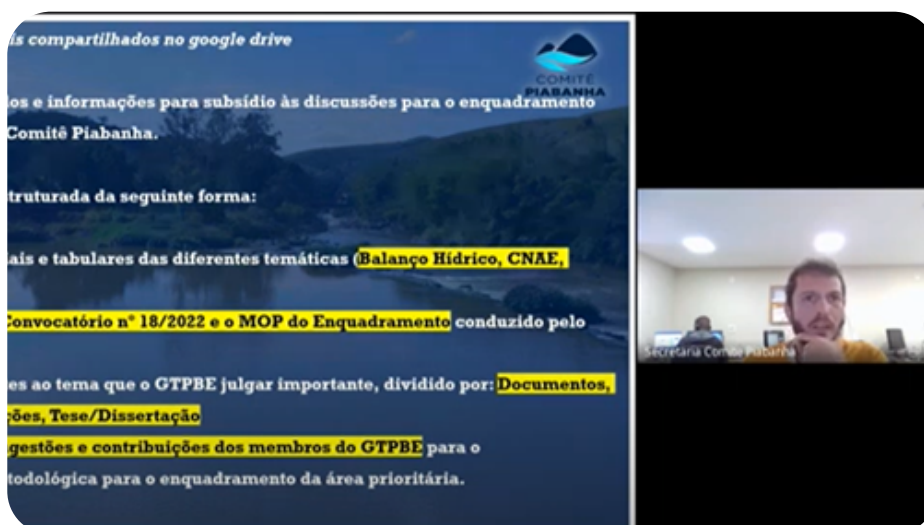 is compartilhados no google drive
COMITÊ
PIABANHA
os e informações para subsídio às discussões para o enquadramento
Comitê Piabanha.
truturada da seguinte forma:
ais e tabulares das diferentes temáticas (Balanço Hídrico, CNAE,
Convocatório nº 18/2022 e o MOP do Enquadramento conduzido pelo
es ao tema que o GTPBE julgar importante, dividido por: Documentos,
ções, Tese/Dissertação
gestões e contribuições dos membros do GTPBE para o
todológica para o enquadramento da área prioritária.
Secretaria Comitê Piabanha